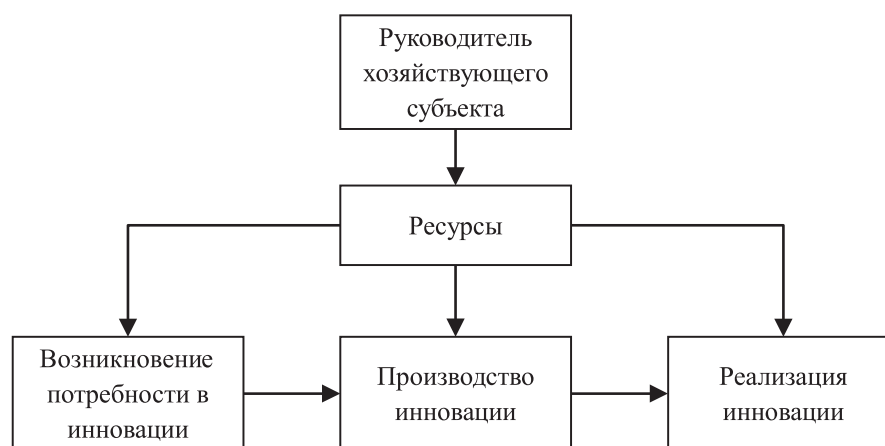 Руководитель
хозяйствующего
субъекта
Ресурсы
Возникновение
потребности в
инновации
Производство
инновации
Реализация
инновации